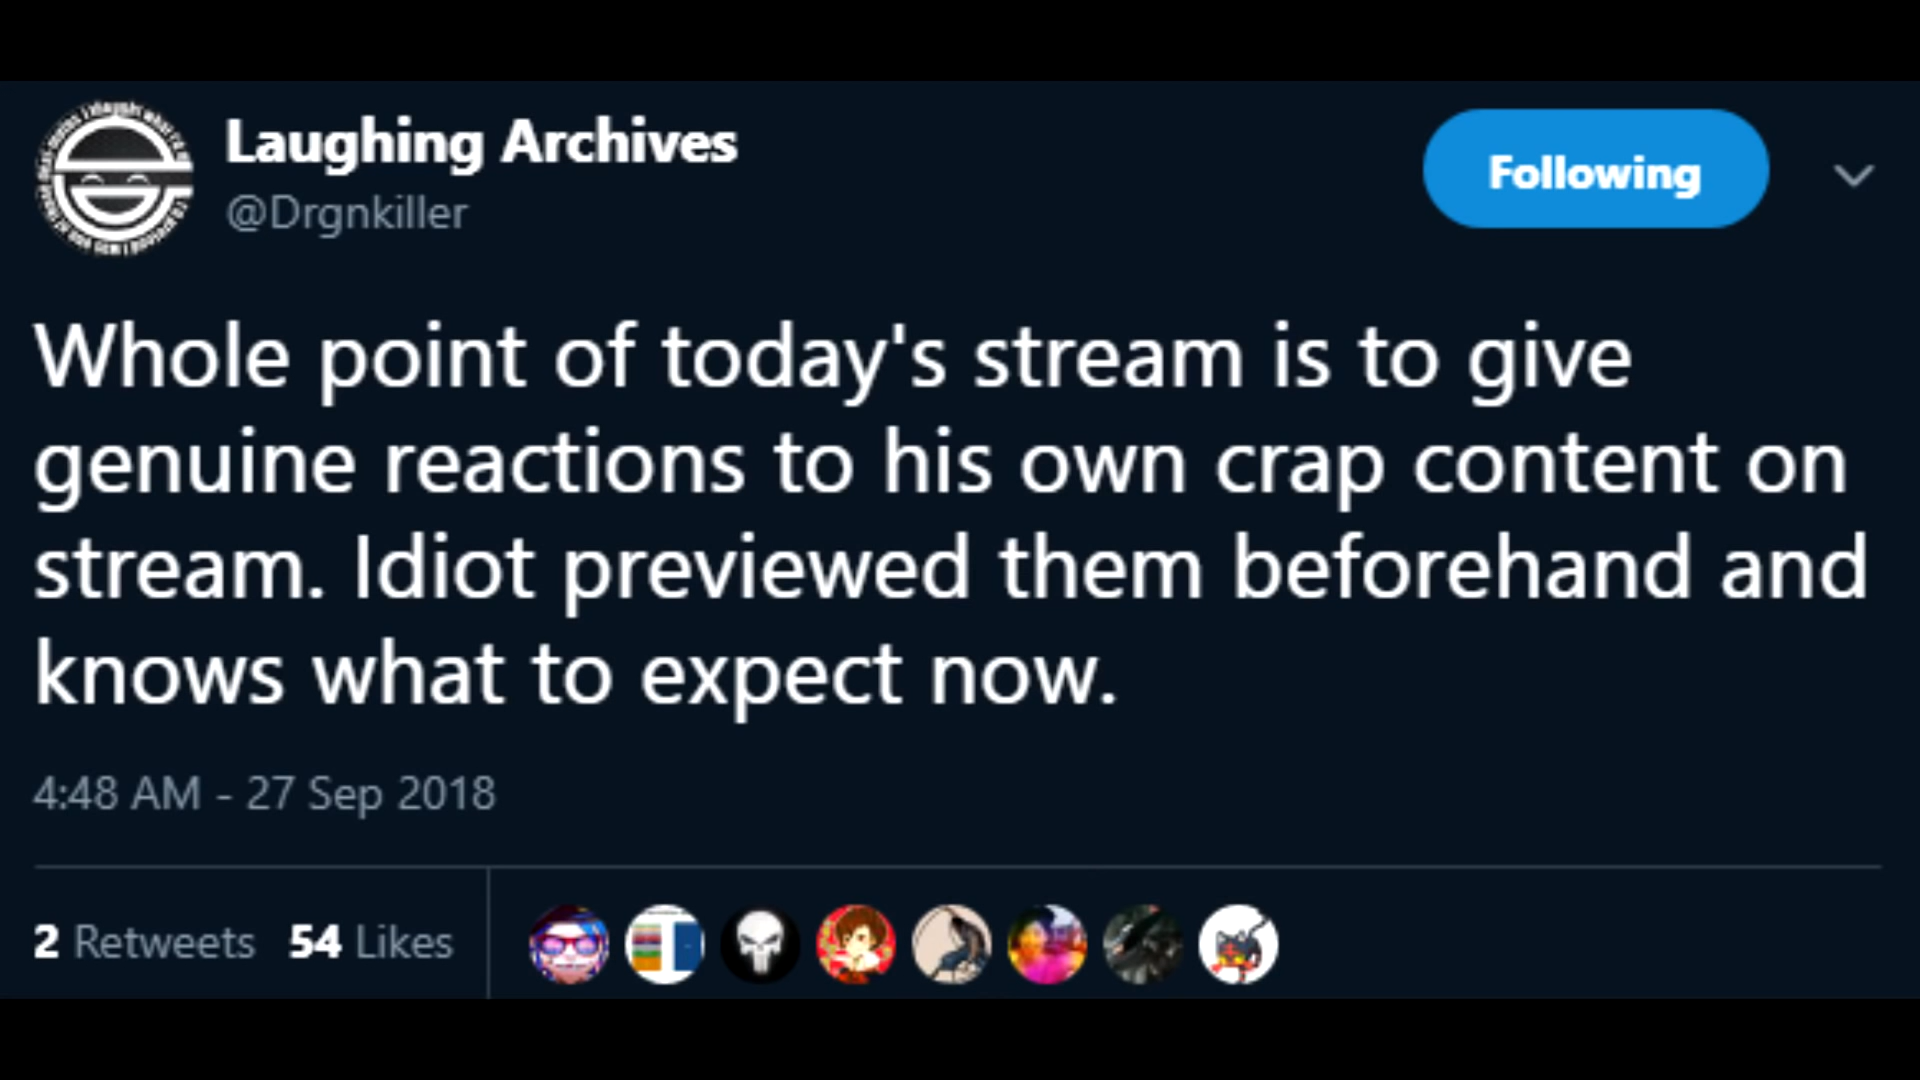 Laughing Archives
@Drgnkiller
Following
Whole point of today's stream is to give
genuine reactions to his own crap content on
stream. Idiot previewed them beforehand and
knows what to expect now.
4:48 AM - 27 Sep 2018
2 Retweets 54 Likes